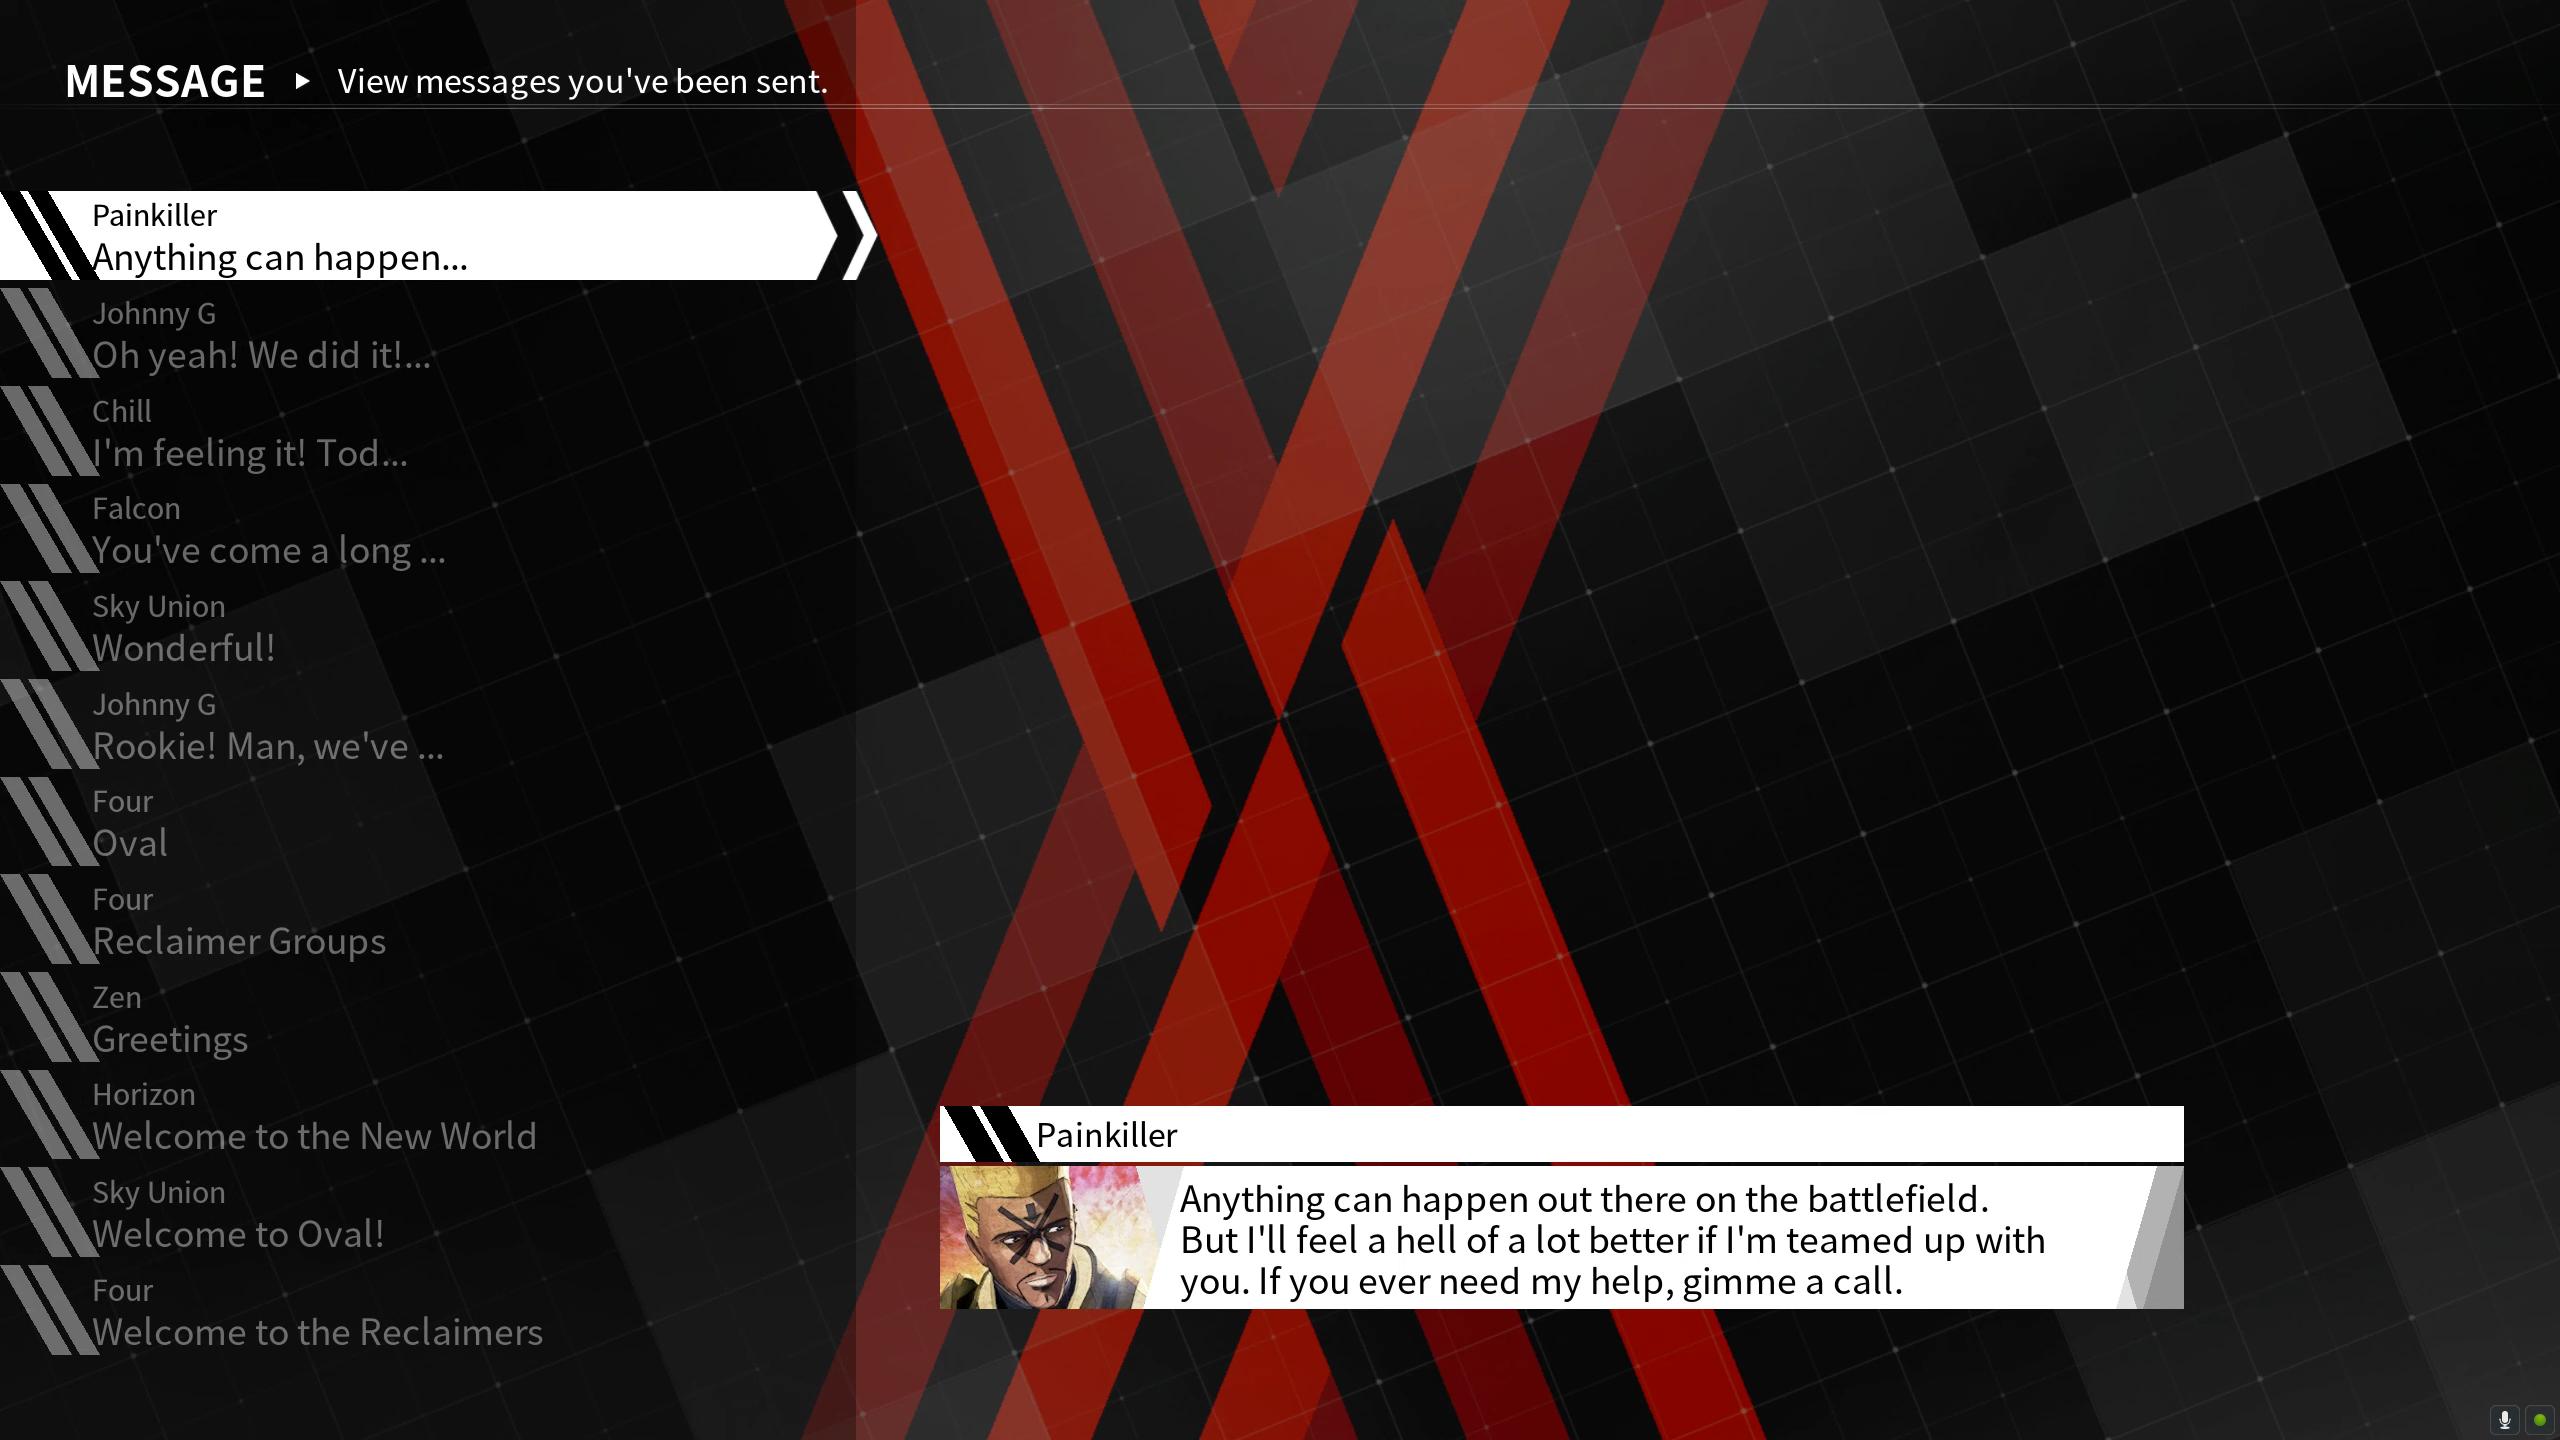 MESSAGE ▶ View messages you've been sent.
Painkiller
Anything can happen...
Johnny G
Oh yeah! We did it!...
Chill
I'm feeling it! Tod...
Falcon
You've come a long ...
Sky Union
Wonderful!
Johnny G
Rookie! Man, we've ...
Four
Oval
Four
Reclaimer Groups
Zen
Greetings
Horizon
Welcome to the New World
Sky Union
Welcome to Oval!
Four
Welcome to the Reclaimers
Painkiller
Anything can happen out there on the battlefield.
But I'll feel a hell of a lot better if I'm teamed up with
you. If you ever need my help, gimme a call.